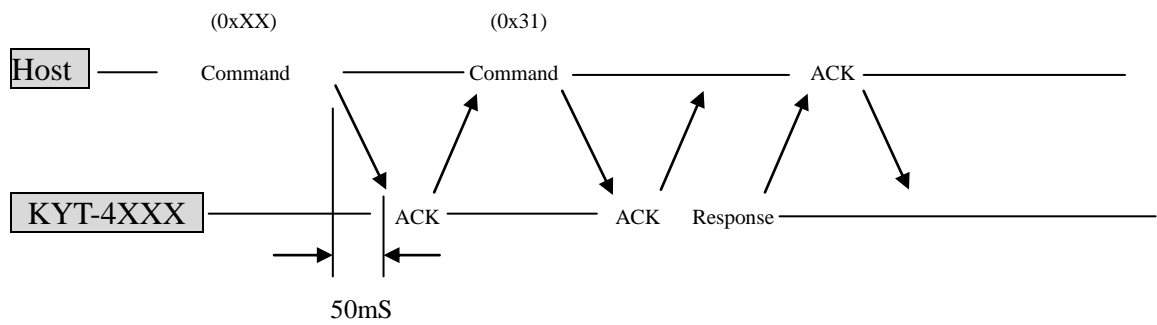 (0xXX) (0x31)
Host Command Command ACK
KYT-4XXX ACK ACK Response
50mS